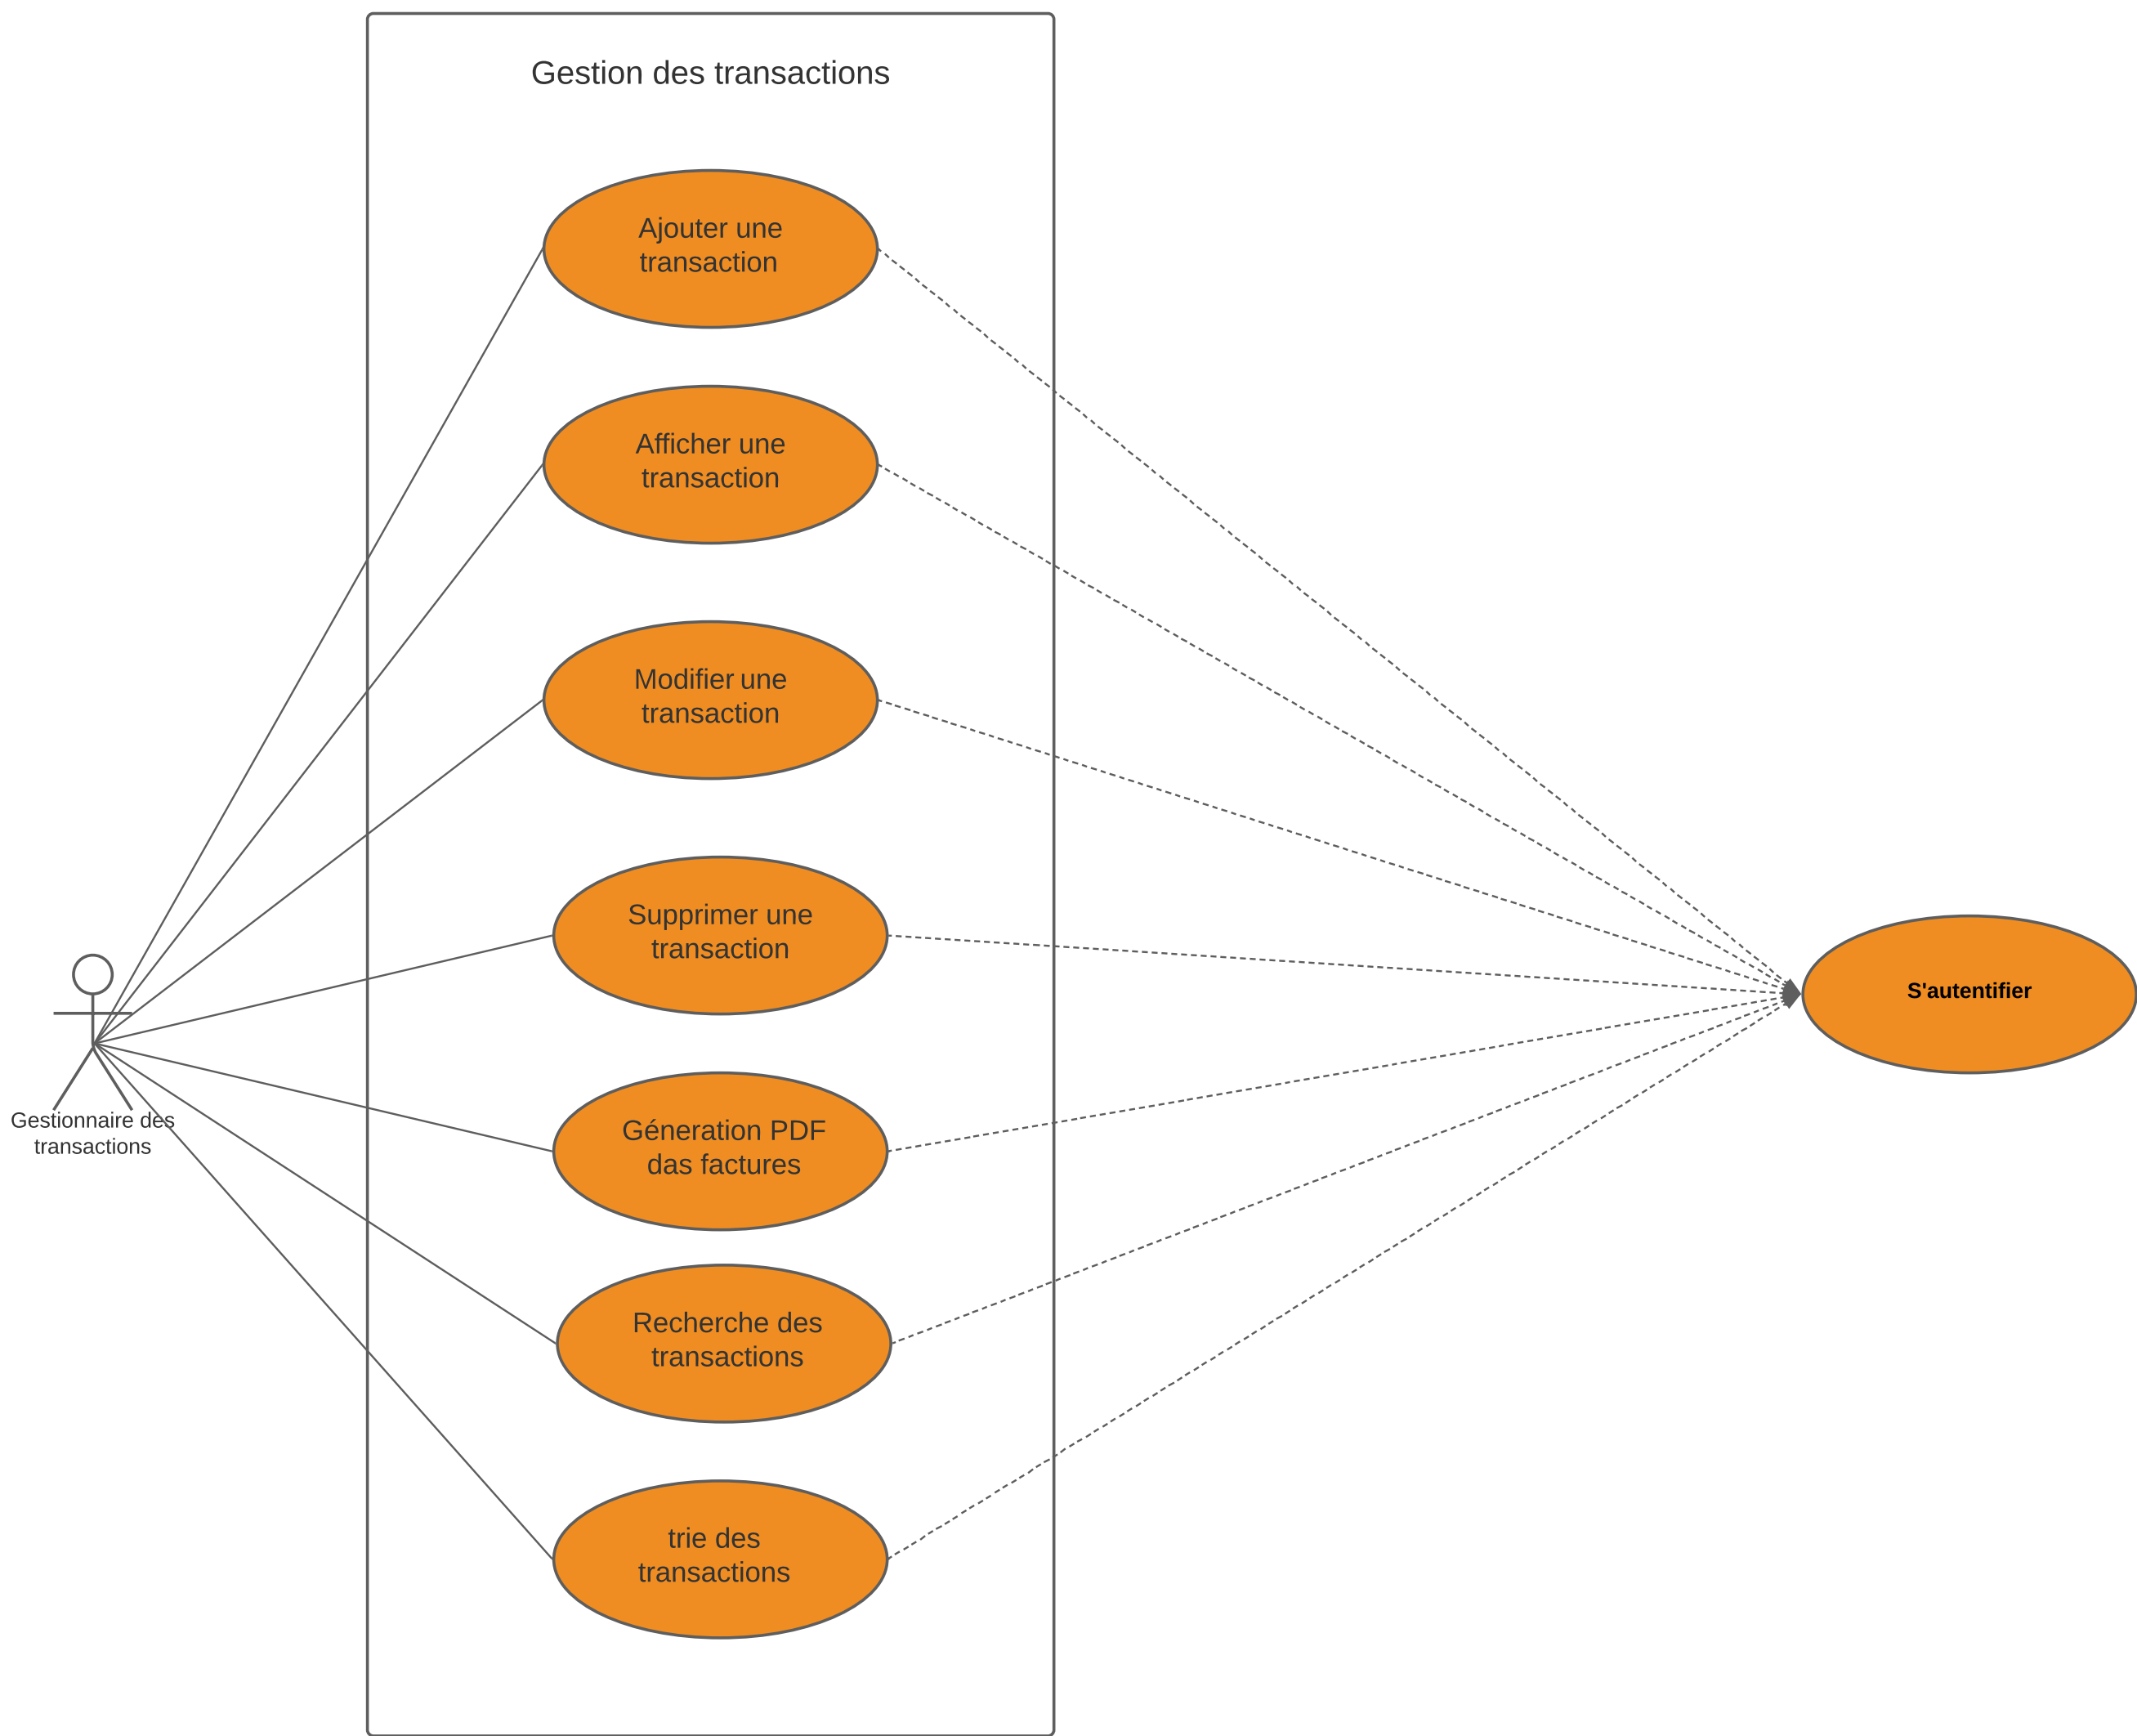 Gestion des transactions
Ajouter une
transaction
Afficher une
transaction
Modifier une
transaction
Supprimer une
transaction
S'autentifier
Gestionnaire des
transactions
Géneration PDF
das factures
Recherche des
transactions
trie des
transactions